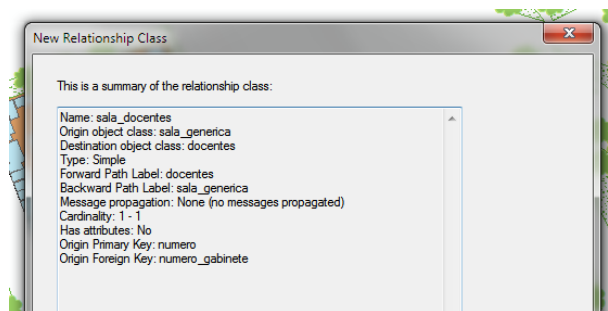 New Relationship Class
This is a summary of the relationship class:
Name: sala_docentes
Origin object class: sala_generica
Destination object class: docentes
Type: Simple
Forward Path Label: docentes
Backward Path Label: sala_generica
Message propagation: None (no messages propagated)
Cardinality: 1 - 1
Has attributes: No
Origin Primary Key: numero
Origin Foreign Key: numero_gabinete